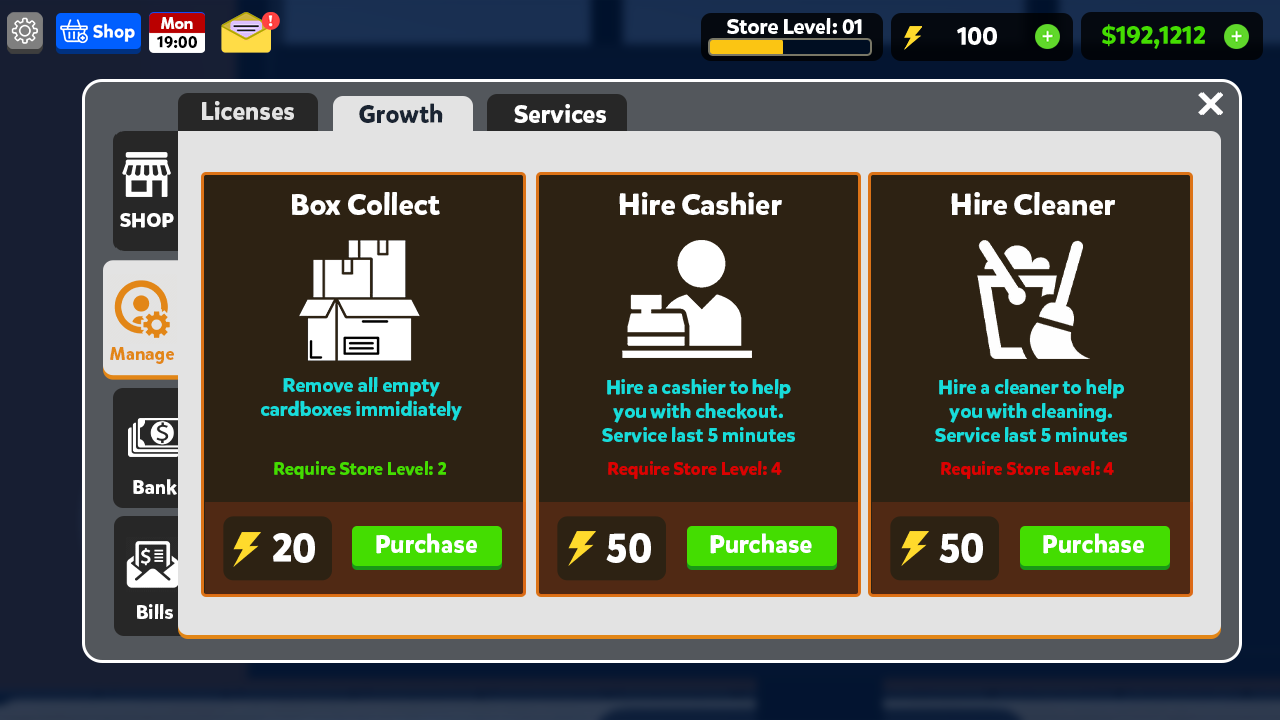 Shop
Mon
19:00
!
Store Level: 01
100
+
$192,1212
+
Licenses
Growth
Services
SHOP
Manage
Bank
Bills
Box Collect
Remove all empty
cardboxes immidiately
Require Store Level: 2
20
Purchase
Hire Cashier
Hire a cashier to help
you with checkout.
Service last 5 minutes
Require Store Level: 4
50
Purchase
Hire Cleaner
Hire a cleaner to help
you with cleaning.
Service last 5 minutes
Require Store Level: 4
50
Purchase